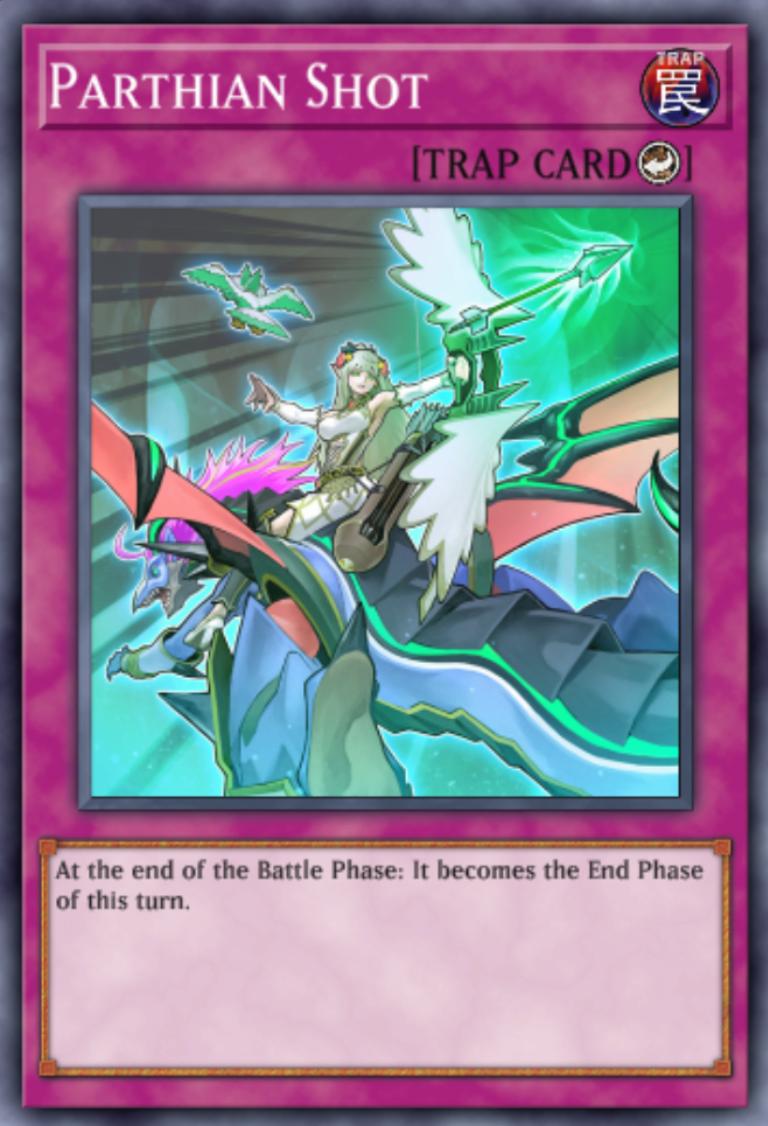 PARTHIAN SHOT
TRAP
罠
[TRAP CARD]
At the end of the Battle Phase: It becomes the End Phase
of this turn.